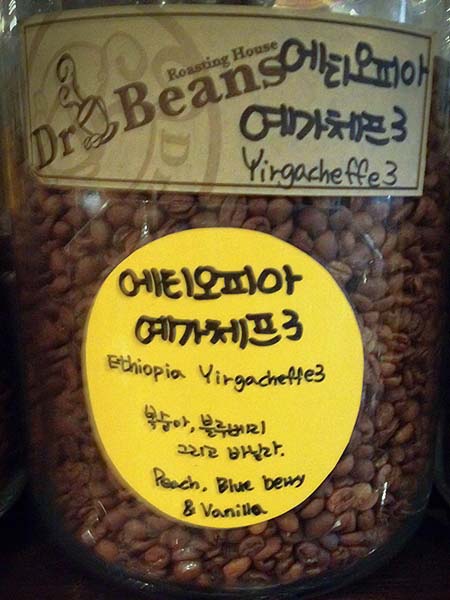 Roasting House
Dr Beans
에티오피아
예가체프3
Yirgacheffe3
에티오피아
예가체프3
Ethiopia Yirgacheffe3
복숭아, 블루베리
그리고 바닐라.
Peach, Blue berry
& Vanilla